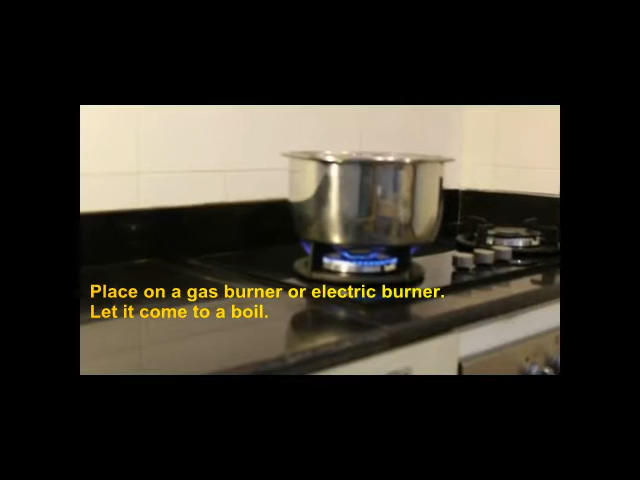 Place on a gas burner or electric burner.
Let it come to a boil.